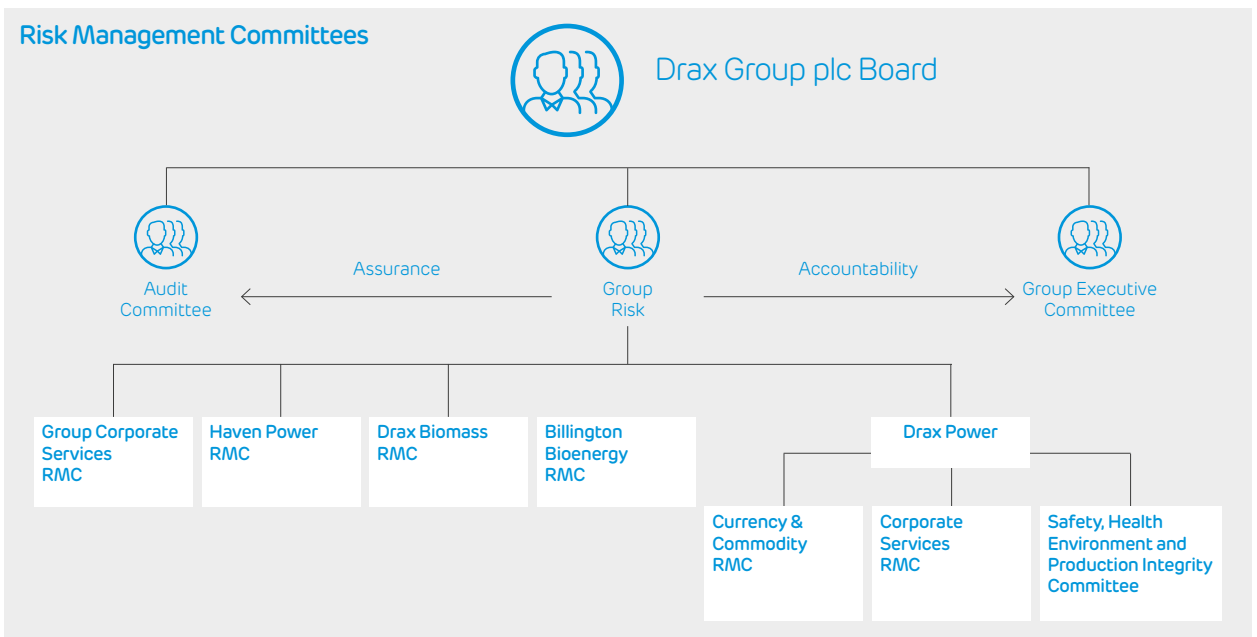 Risk Management Committees
Drax Group plc Board
Assurance
Accountability
Audit
Committee
Group
Risk
Group Executive
Committee
Group Corporate
Services
RMC
Haven Power
RMC
Drax Biomass
RMC
Billington
Bioenergy
RMC
Drax Power
Currency &
Commodity
RMC
Corporate
Services
RMC
Safety, Health
Environment and
Production Integrity
Committee